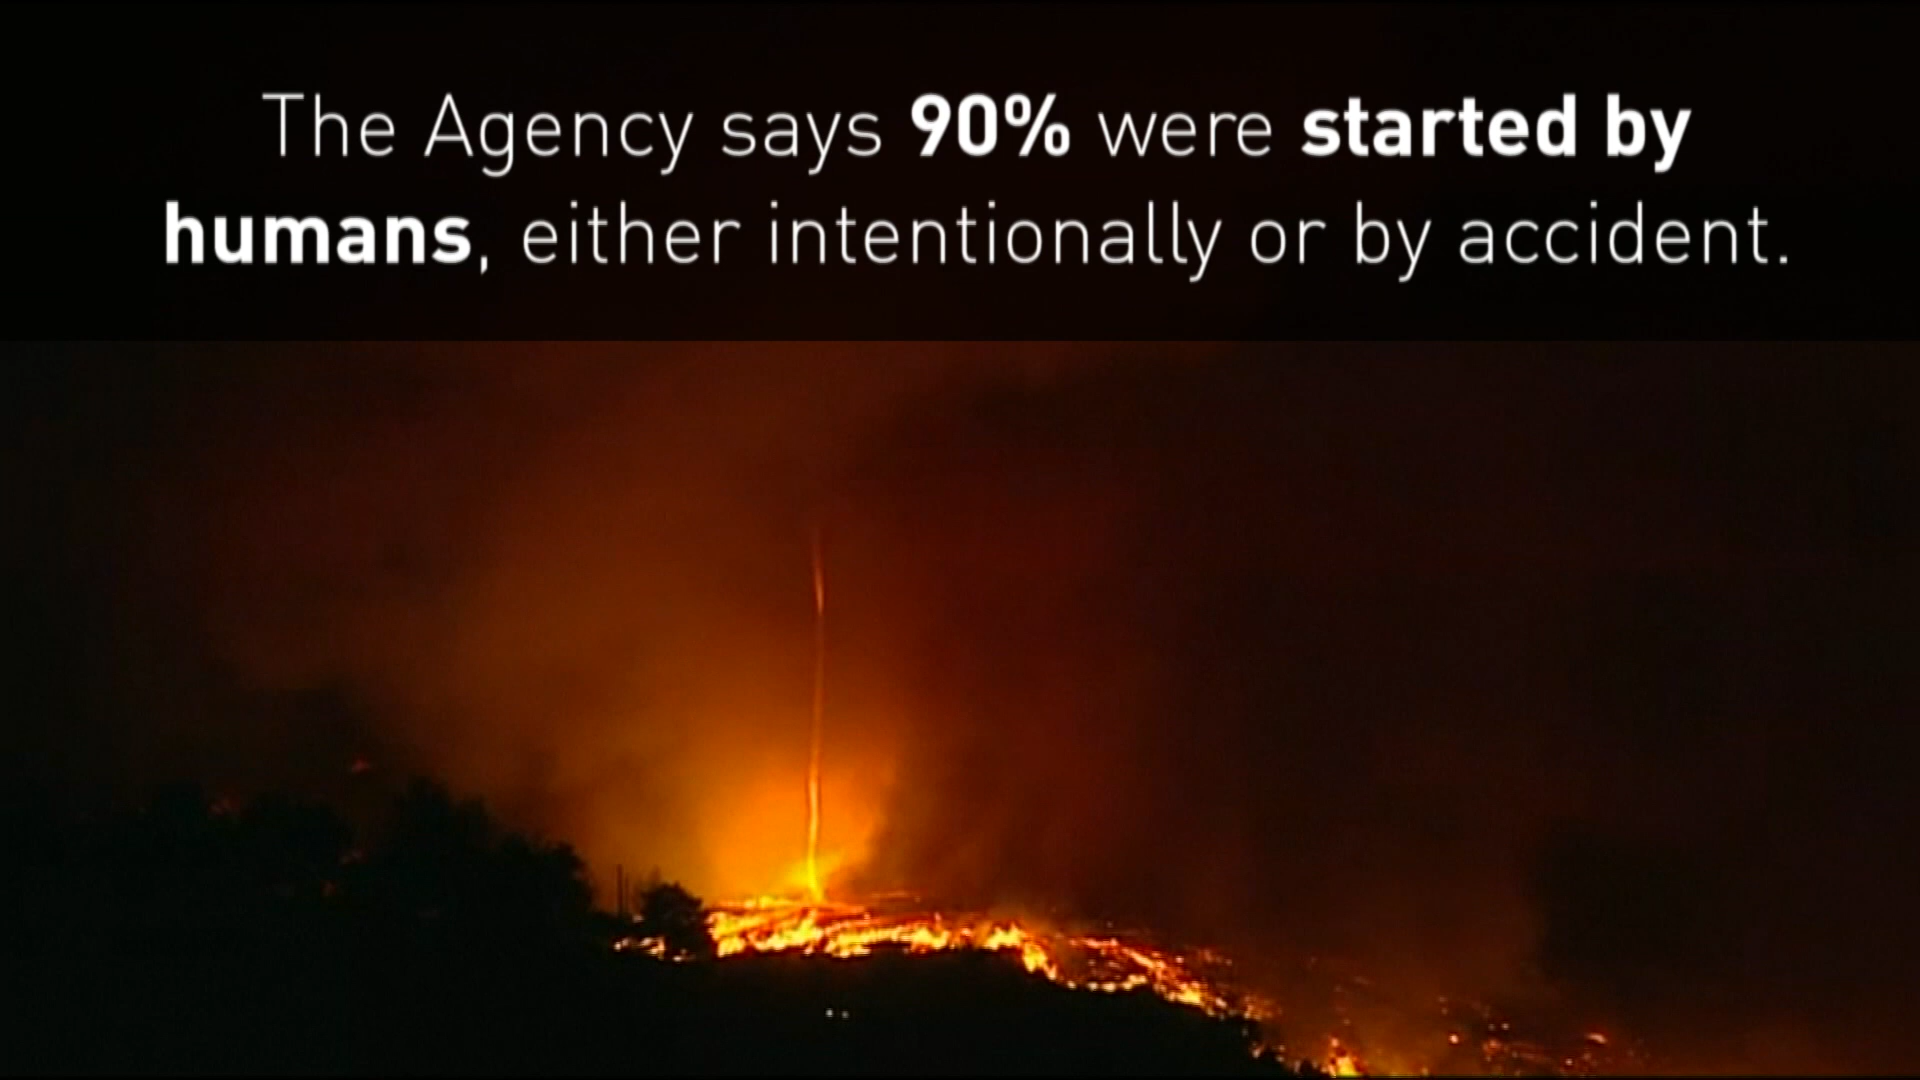 The Agency says 90% were started by
humans, either intentionally or by accident.